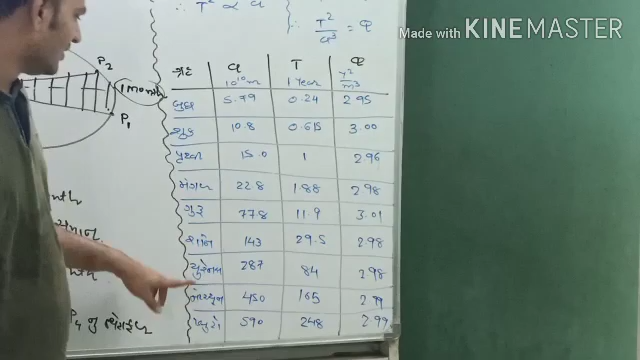 ∴ T² ∝ a
∴ T²/a³ = Q
Made with KINEMASTER
P₂
1 month
P₁
ગ્રહ a T Q
10¹⁰m 1 Year y²/m³
બુધ 5.79 0.24 2.95
શુક્ર 10.8 0.615 3.00
પૃથ્વી 15.0 1 2.96
મંગળ 22.8 1.88 2.98
ગુરૂ 77.8 11.9 3.01
શનિ 143 29.5 2.98
યુરેનસ 287 84 2.98
નેપ્ચ્યુન 450 165 2.99
પ્લુટો 590 248 2.99